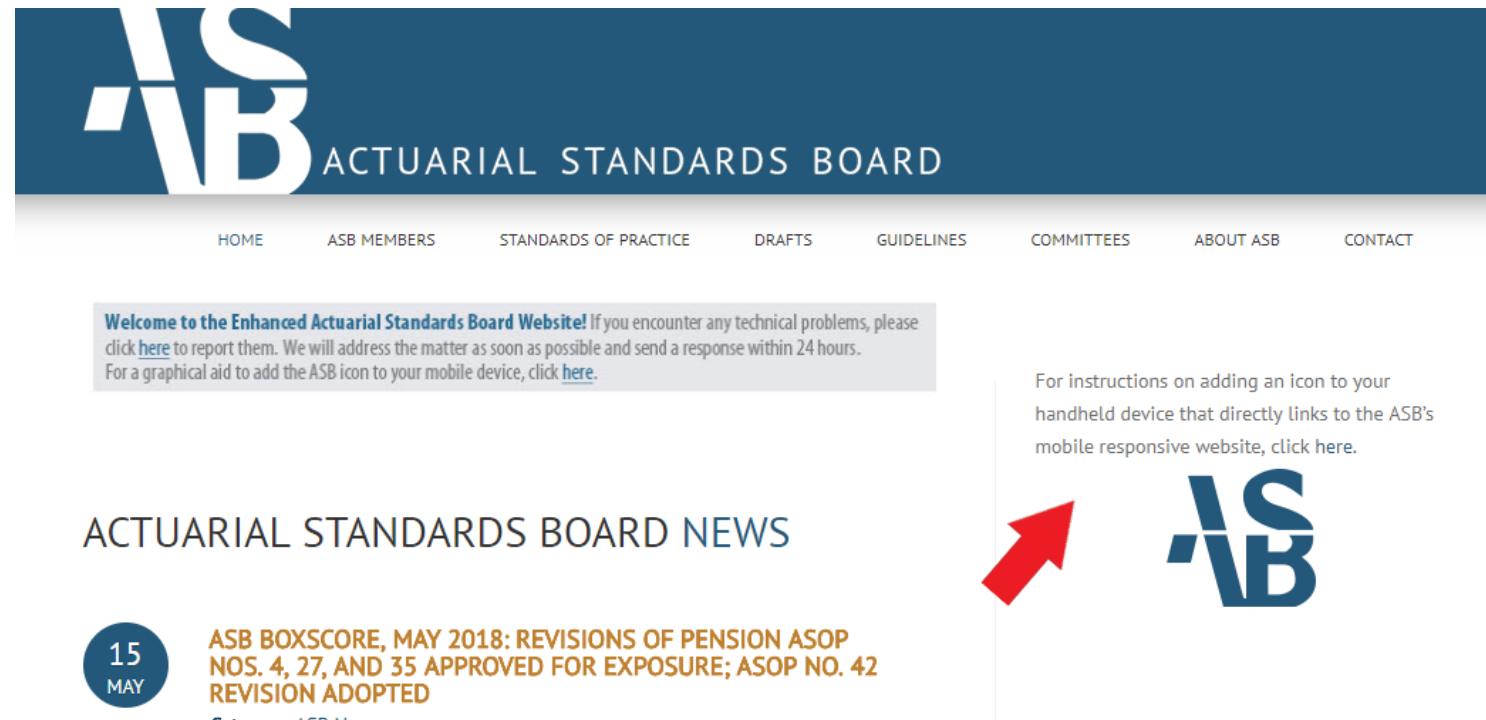 ASB
ACTUARIAL STANDARDS BOARD
HOME ASB MEMBERS STANDARDS OF PRACTICE DRAFTS GUIDELINES COMMITTEES ABOUT ASB CONTACT
Welcome to the Enhanced Actuarial Standards Board Website! If you encounter any technical problems, please
click here to report them. We will address the matter as soon as possible and send a response within 24 hours.
For a graphical aid to add the ASB icon to your mobile device, click here.
For instructions on adding an icon to your
handheld device that directly links to the ASB's
mobile responsive website, click here.
ASB
ACTUARIAL STANDARDS BOARD NEWS
15
MAY
ASB BOXSCORE, MAY 2018: REVISIONS OF PENSION ASOP
NOS. 4, 27, AND 35 APPROVED FOR EXPOSURE; ASOP NO. 42
REVISION ADOPTED